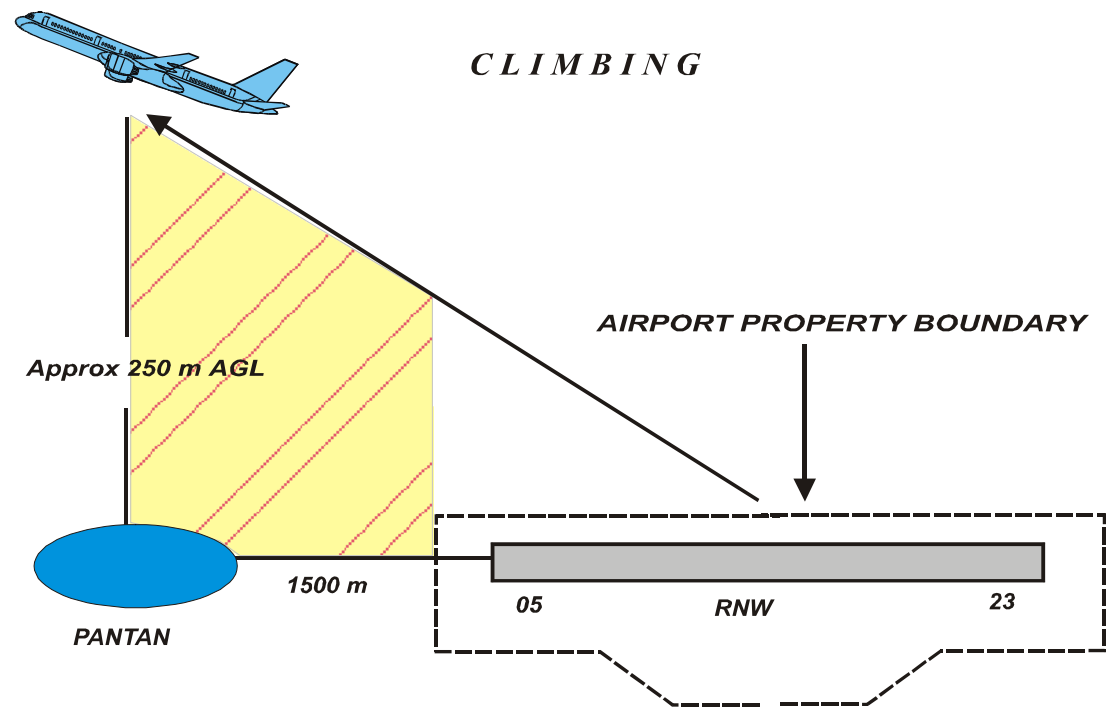 CLIMBING
AIRPORT PROPERTY BOUNDARY
Approx 250 m AGL
1500 m
05
RNW
23
PANTAN